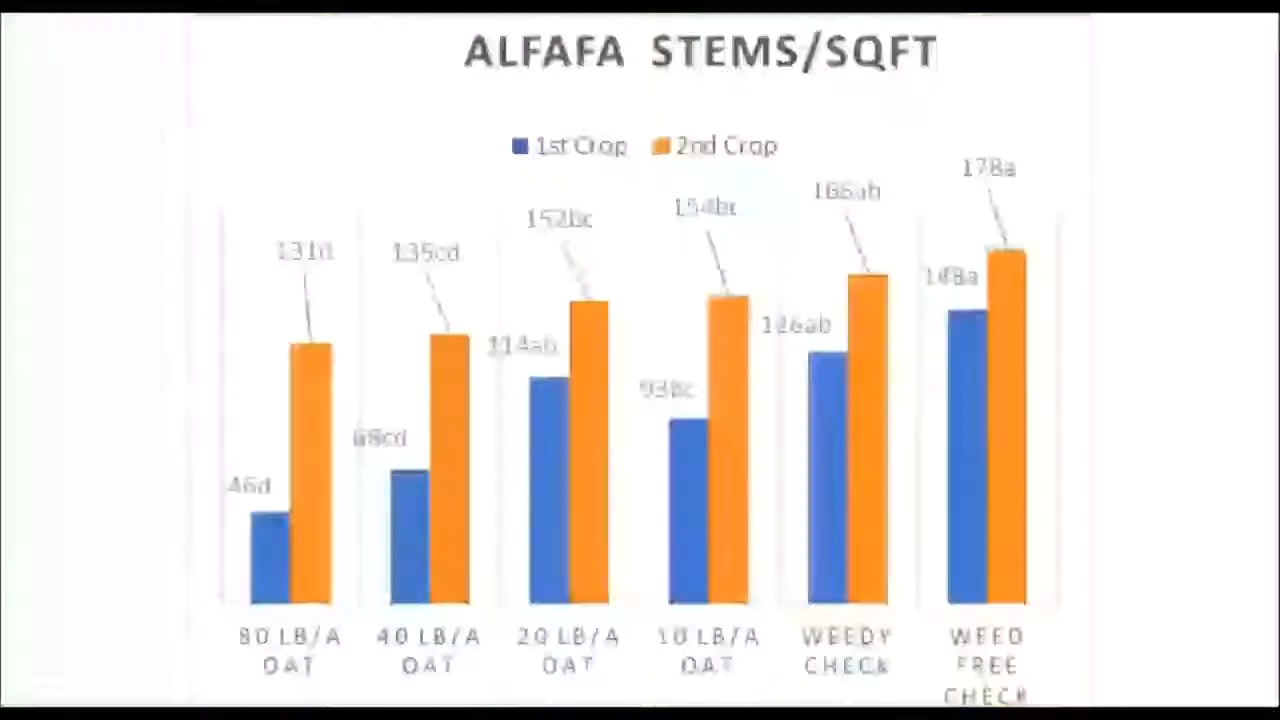 ALFAFA STEMS/SQFT
1st Crop 2nd Crop
178a
166ab
154bc
152bc
131d
135cd
148a
126ab
114ab
93bc
68cd
46d
80 LB/A OAT
40 LB/A OAT
20 LB/A OAT
10 LB/A OAT
WEEDY CHECK
WEED FREE CHECK